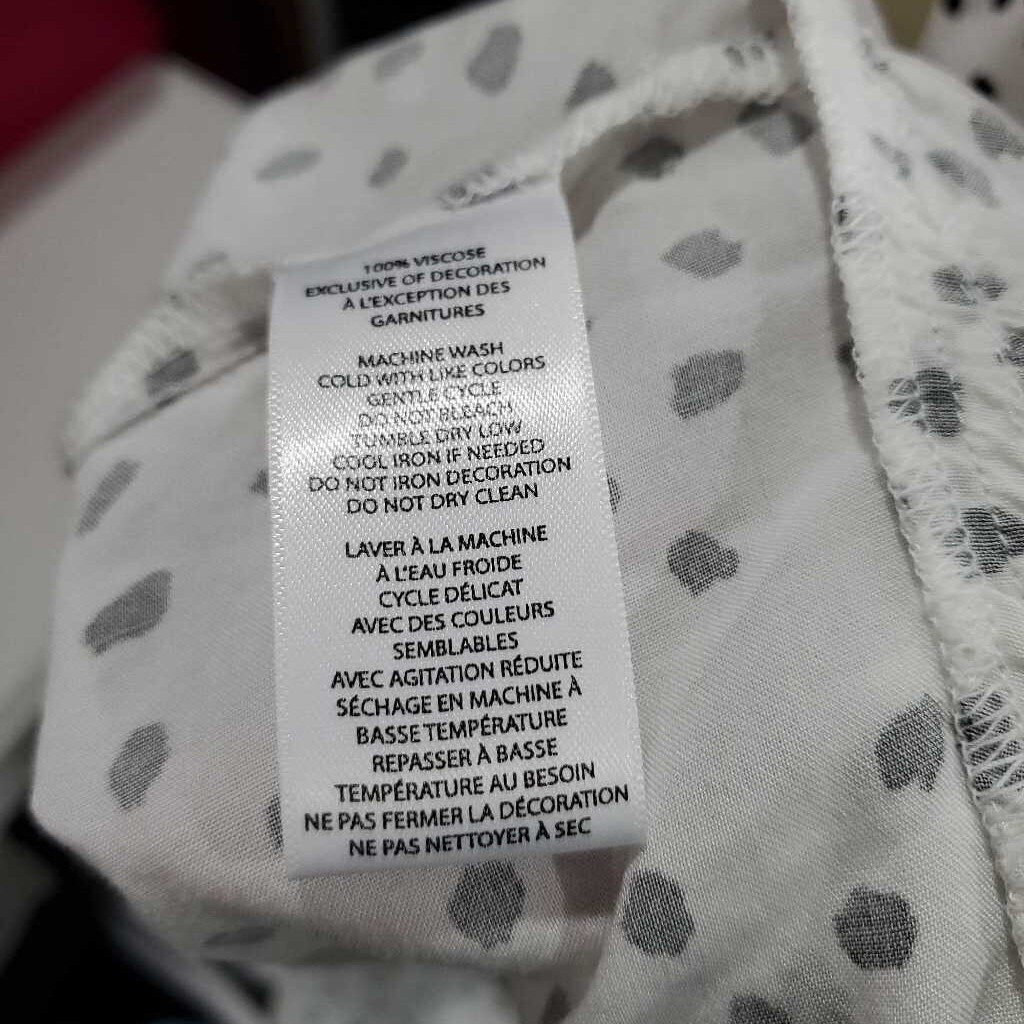 100% VISCOSE
EXCLUSIVE OF DECORATION
À L'EXCEPTION DES
GARNITURES
MACHINE WASH
COLD WITH LIKE COLORS
GENTLE CYCLE
DO NOT BLEACH
TUMBLE DRY LOW
COOL IRON IF NEEDED
DO NOT IRON DECORATION
DO NOT DRY CLEAN
LAVER À LA MACHINE
À L'EAU FROIDE
CYCLE DÉLICAT
AVEC DES COULEURS
SEMBLABLES
AVEC AGITATION RÉDUITE
SÉCHAGE EN MACHINE À
BASSE TEMPÉRATURE
REPASSER À BASSE
TEMPÉRATURE AU BESOIN
NE PAS FERMER LA DÉCORATION
NE PAS NETTOYER À SEC